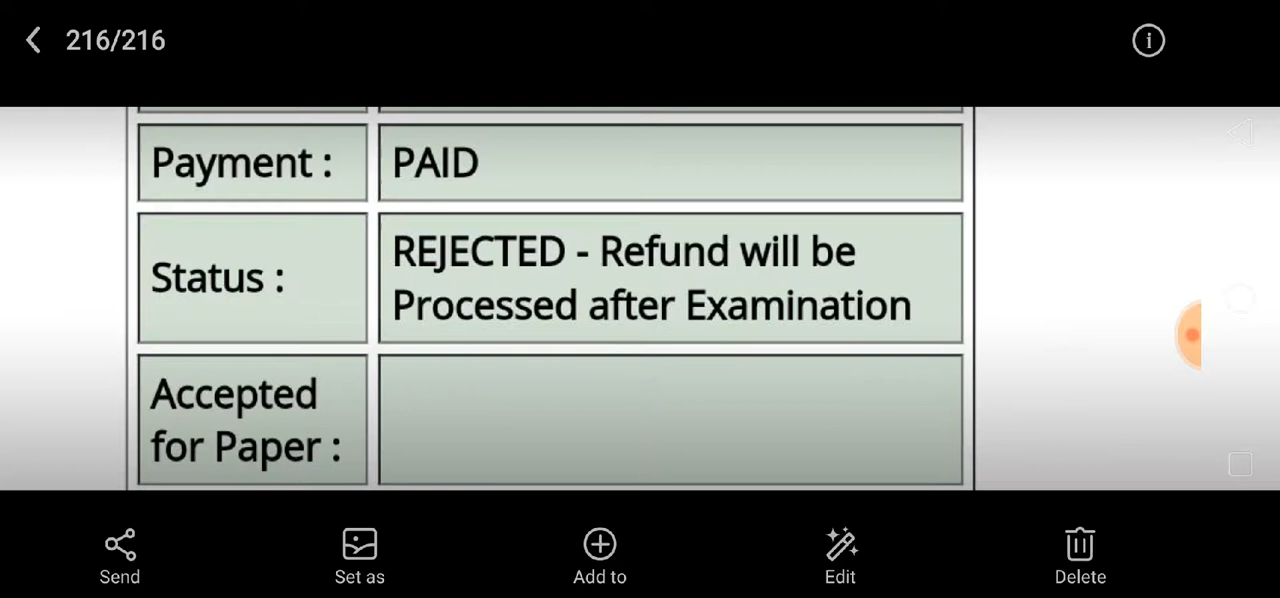 216/216
Payment :
PAID
Status :
REJECTED - Refund will be
Processed after Examination
Accepted
for Paper :
Send
Set as
Add to
Edit
Delete